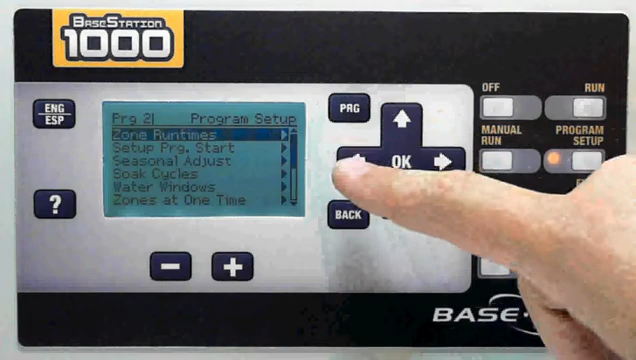 BASESTATION
1000
ENG
ESP
?
Prg 2 Program Setup
Zone Runtimes
Setup Prg. Start
Seasonal Adjust
Soak Cycles
Water Windows
Zones at One Time
PRG
OK
BACK
- +
OFF RUN
MANUAL RUN
PROGRAM SETUP
BASE